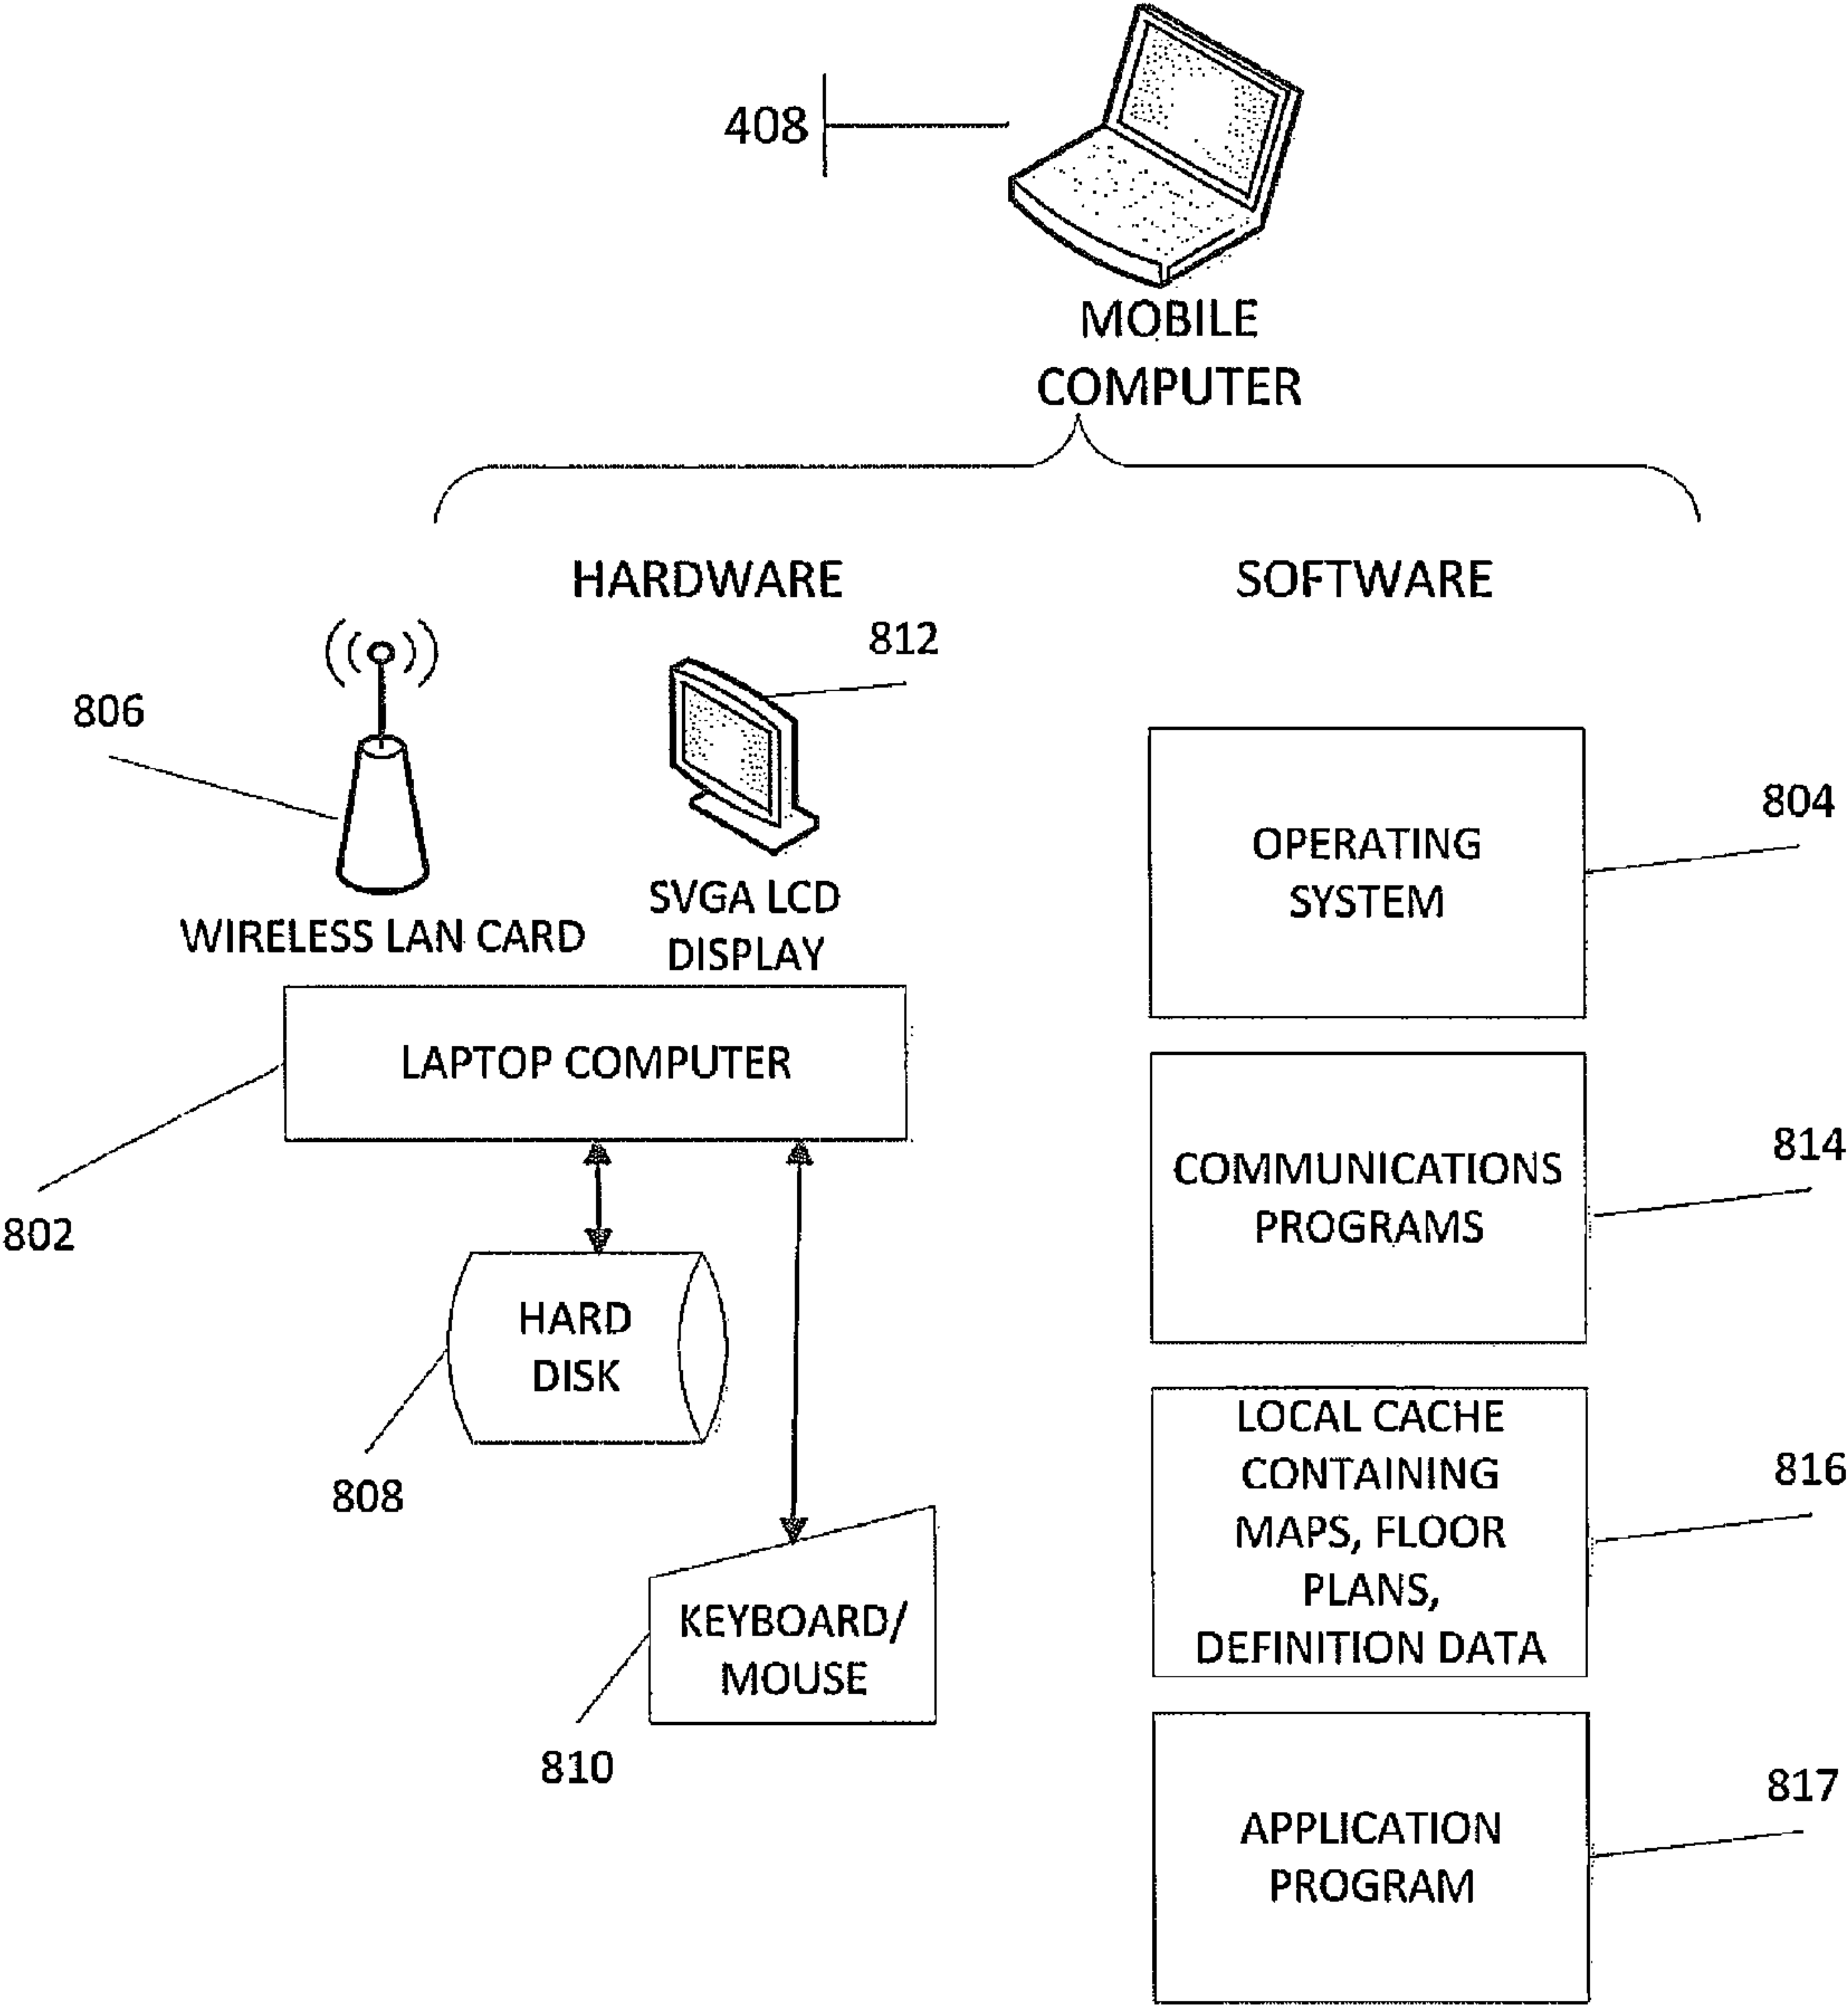 408
MOBILE
COMPUTER
HARDWARE
SOFTWARE
812
806
804
OPERATING
SYSTEM
SVGA LCD
DISPLAY
WIRELESS LAN CARD
LAPTOP COMPUTER
802
814
COMMUNICATIONS
PROGRAMS
HARD
DISK
808
816
LOCAL CACHE
CONTAINING
MAPS, FLOOR
PLANS,
DEFINITION DATA
KEYBOARD/
MOUSE
810
817
APPLICATION
PROGRAM